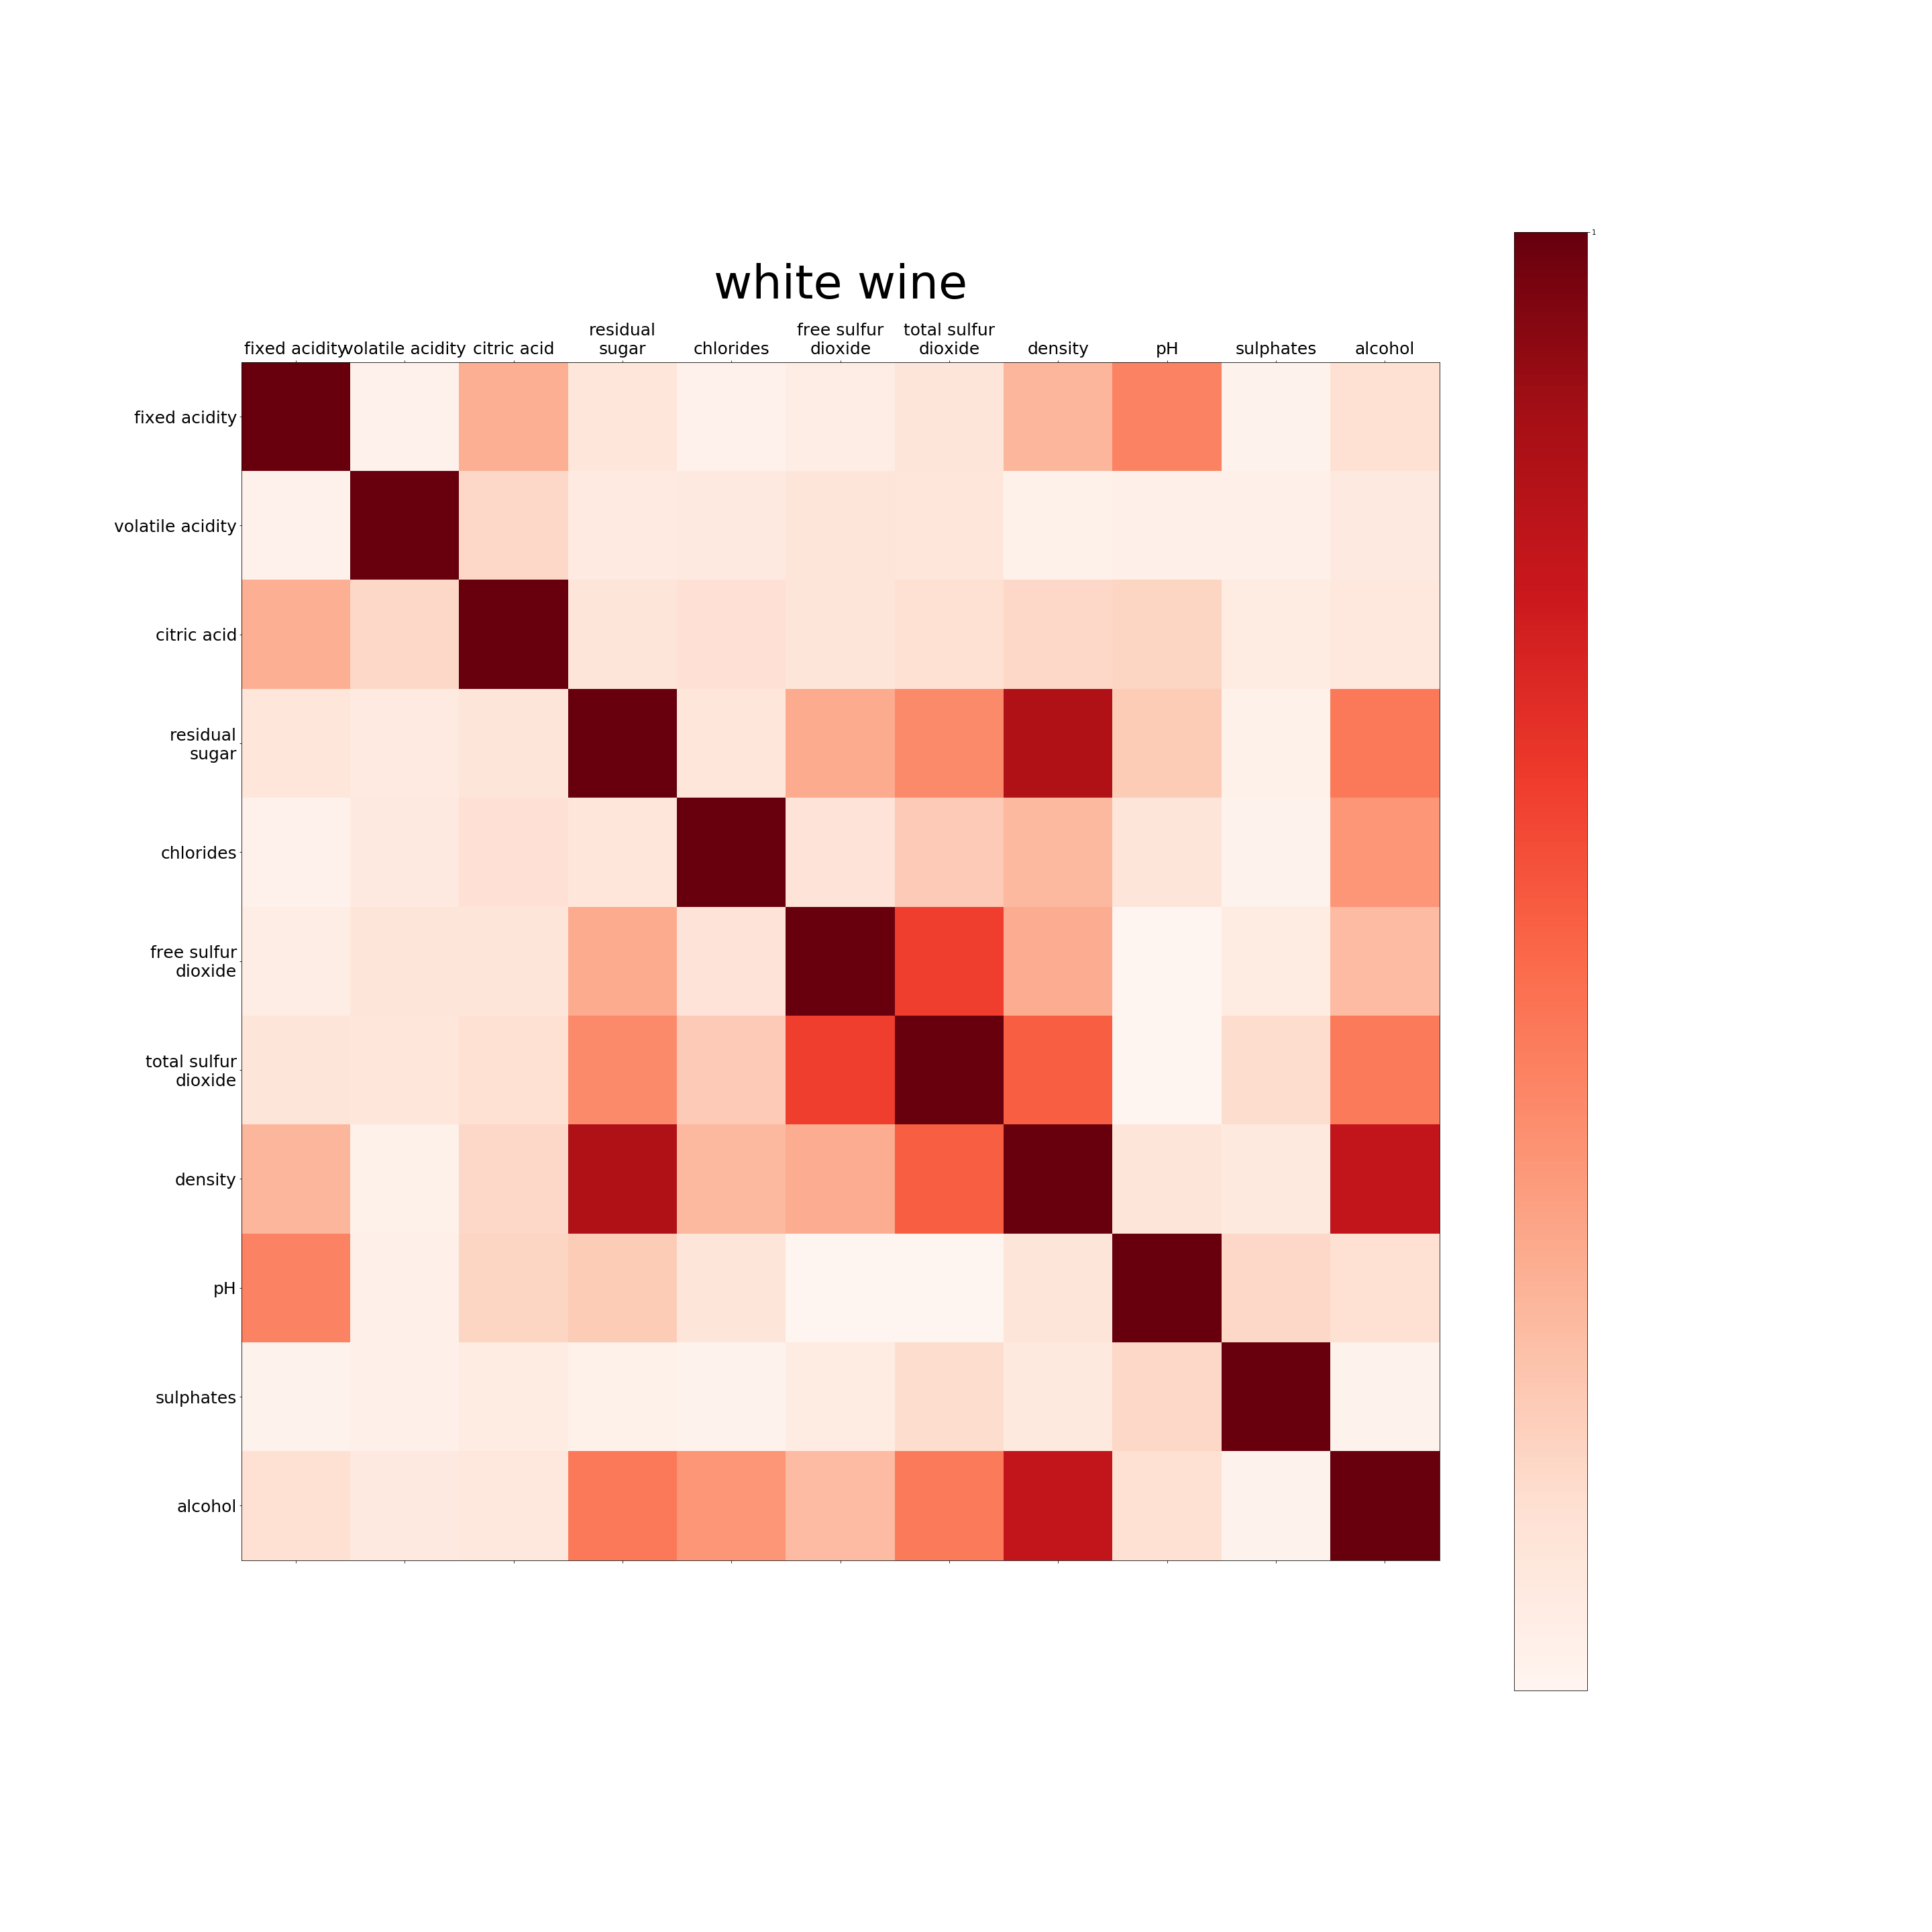 1
white wine
fixed acidity volatile acidity citric acid residual sugar chlorides free sulfur dioxide total sulfur dioxide density pH sulphates alcohol
fixed acidity
volatile acidity
citric acid
residual
sugar
chlorides
free sulfur
dioxide
total sulfur
dioxide
density
pH
sulphates
alcohol